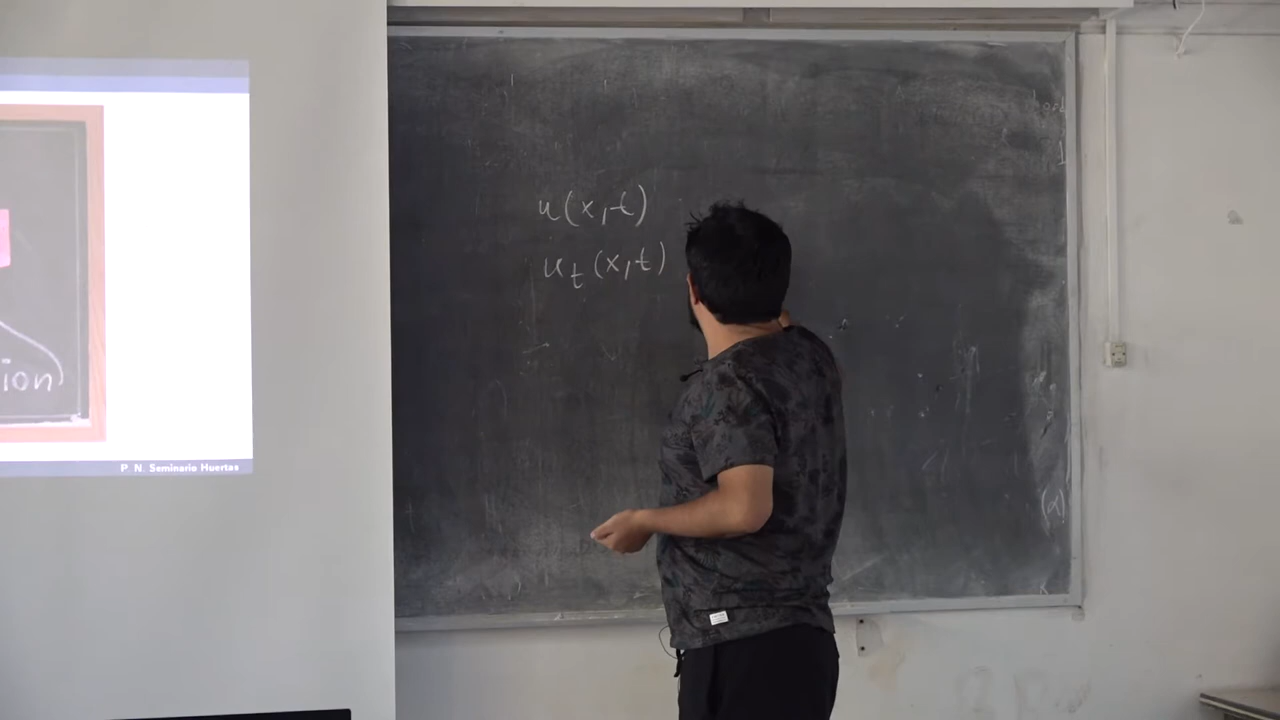 ion
P. N. Seminario Huertas
u(x,t)
u_t(x,t)
(α)